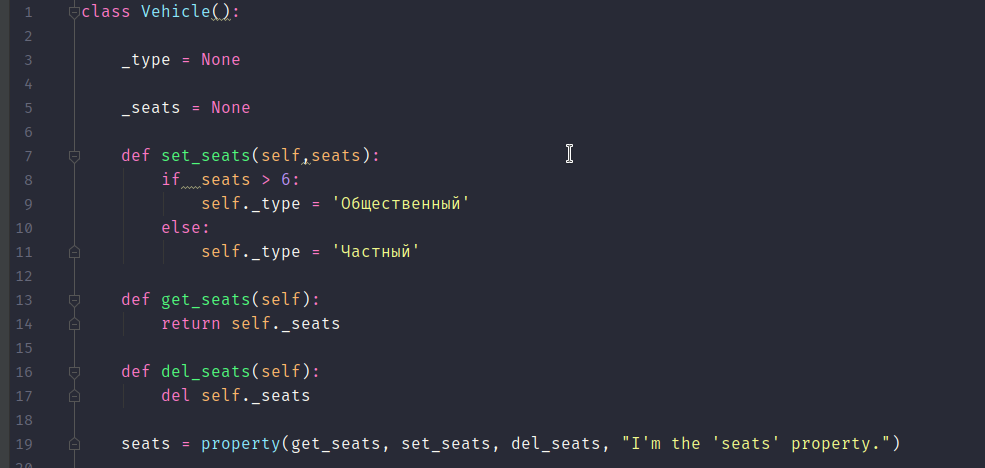 1 class Vehicle():
2
3 _type = None
4
5 _seats = None
6
7 def set_seats(self,seats):
8 if  seats > 6:
9 self._type = 'Общественный'
10 else:
11 self._type = 'Частный'
12
13 def get_seats(self):
14 return self._seats
15
16 def del_seats(self):
17 del self._seats
18
19 seats = property(get_seats, set_seats, del_seats, "I'm the 'seats' property.")